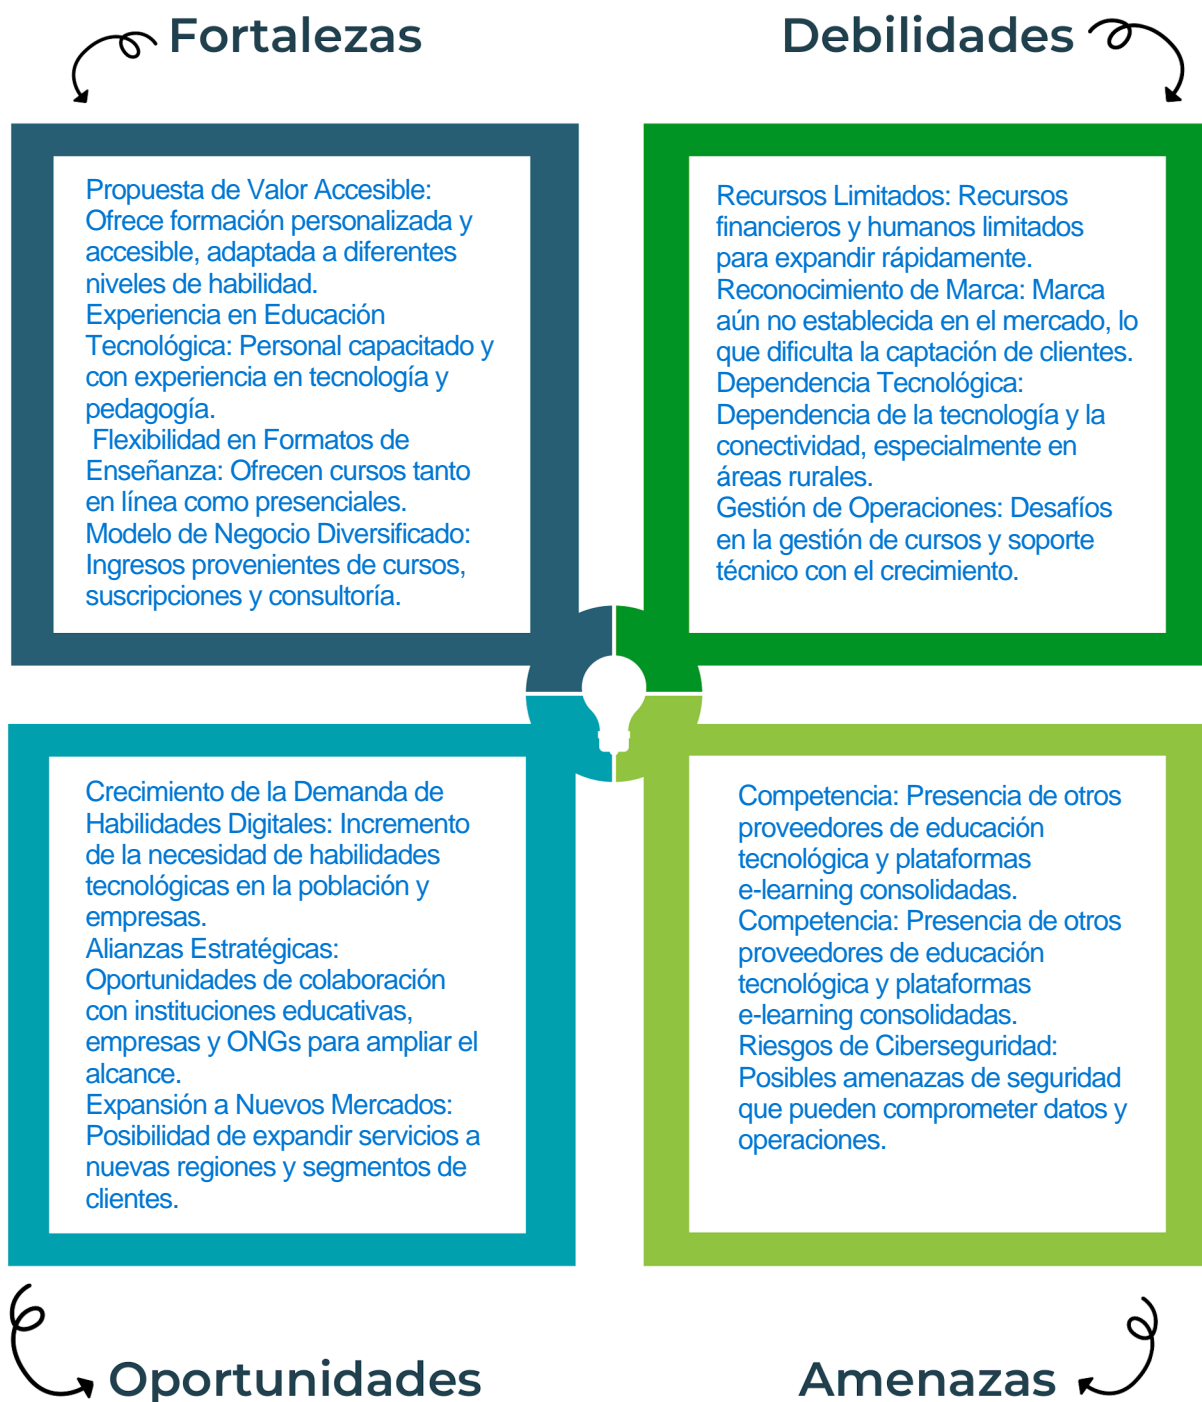 Fortalezas
Propuesta de Valor Accesible:
Ofrece formación personalizada y
accesible, adaptada a diferentes
niveles de habilidad.
Experiencia en Educación
Tecnológica: Personal capacitado y
con experiencia en tecnología y
pedagogía.
Flexibilidad en Formatos de
Enseñanza: Ofrecen cursos tanto
en línea como presenciales.
Modelo de Negocio Diversificado:
Ingresos provenientes de cursos,
suscripciones y consultoría.
Debilidades
Recursos Limitados: Recursos
financieros y humanos limitados
para expandir rápidamente.
Reconocimiento de Marca: Marca
aún no establecida en el mercado, lo
que dificulta la captación de clientes.
Dependencia Tecnológica:
Dependencia de la tecnología y la
conectividad, especialmente en
áreas rurales.
Gestión de Operaciones: Desafíos
en la gestión de cursos y soporte
técnico con el crecimiento.
Crecimiento de la Demanda de
Habilidades Digitales: Incremento
de la necesidad de habilidades
tecnológicas en la población y
empresas.
Alianzas Estratégicas:
Oportunidades de colaboración
con instituciones educativas,
empresas y ONGs para ampliar el
alcance.
Expansión a Nuevos Mercados:
Posibilidad de expandir servicios a
nuevas regiones y segmentos de
clientes.
Oportunidades
Competencia: Presencia de otros
proveedores de educación
tecnológica y plataformas
e-learning consolidadas.
Competencia: Presencia de otros
proveedores de educación
tecnológica y plataformas
e-learning consolidadas.
Riesgos de Ciberseguridad:
Posibles amenazas de seguridad
que pueden comprometer datos y
operaciones.
Amenazas